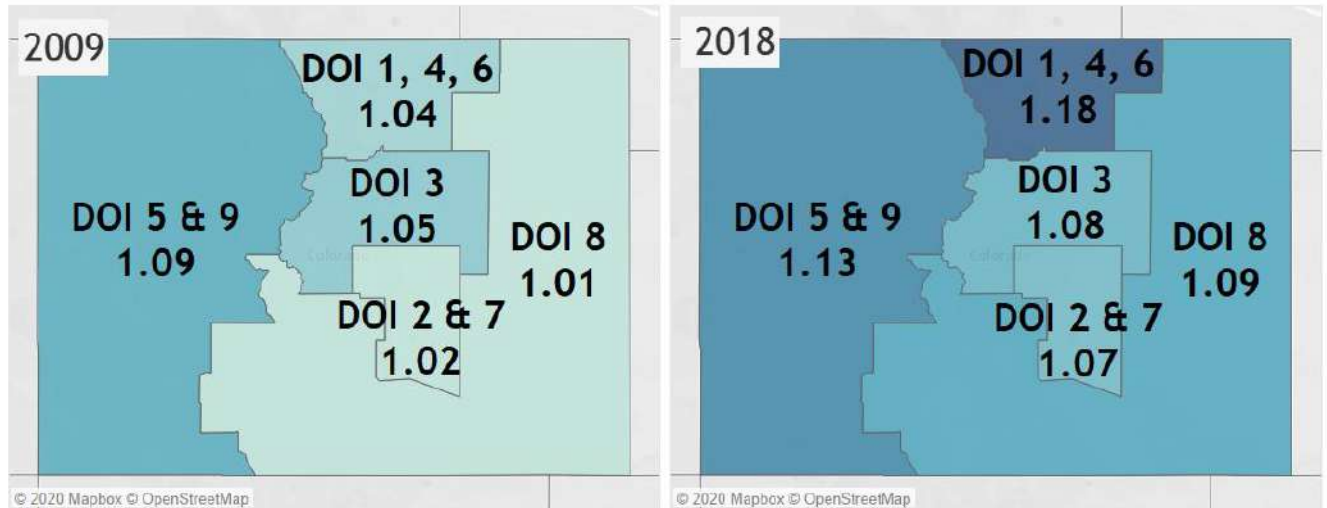 2009
DOI 1, 4, 6
1.04
DOI 3
1.05
DOI 5 & 9
1.09
DOI 8
1.01
Colorado
DOI 2 & 7
1.02
© 2020 Mapbox © OpenStreetMap
2018
DOI 1, 4, 6
1.18
DOI 3
1.08
DOI 5 & 9
1.13
DOI 8
1.09
Colorado
DOI 2 & 7
1.07
© 2020 Mapbox © OpenStreetMap